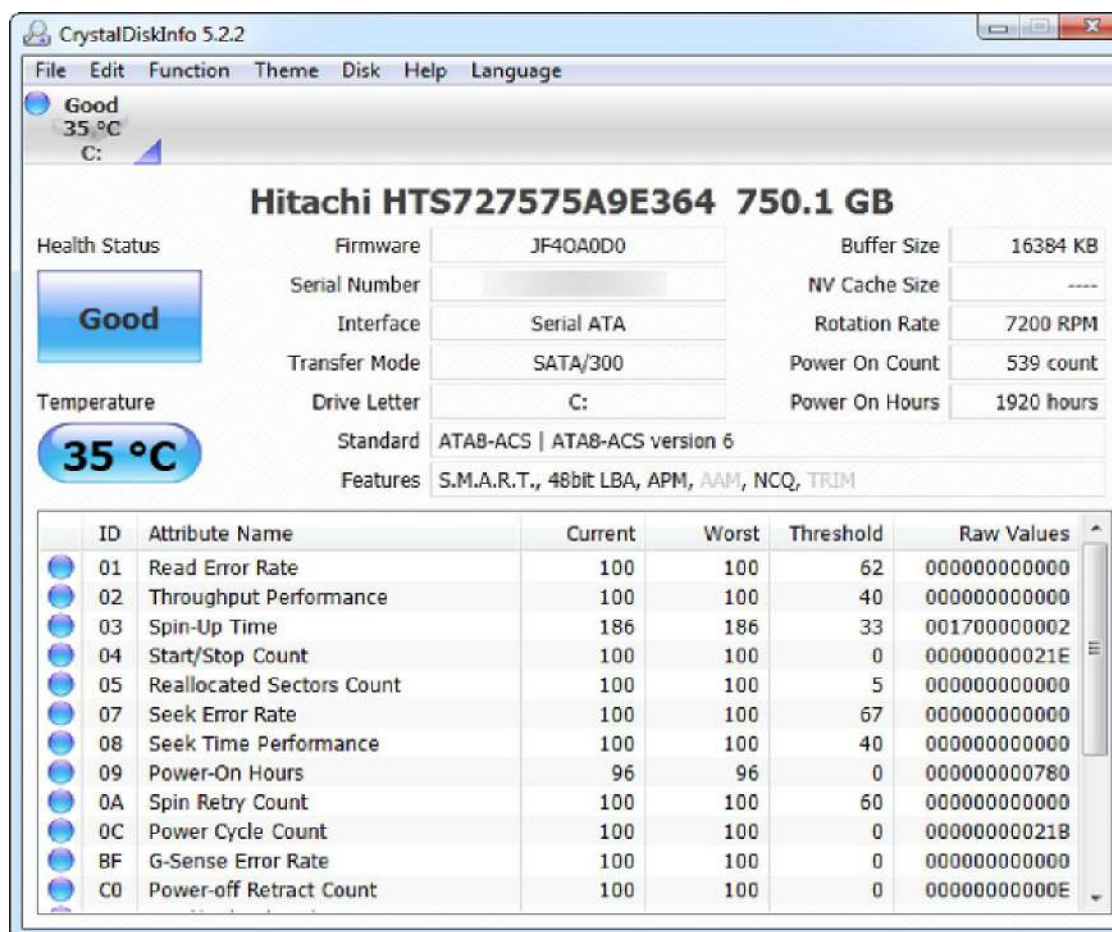 CrystalDiskInfo 5.2.2
File Edit Function Theme Disk Help Language
Good
35 °C
C:
Hitachi HTS727575A9E364 750.1 GB
Health Status
Good
Temperature
35 °C
Firmware JF4OA0D0 Buffer Size 16384 KB
Serial Number NV Cache Size ----
Interface Serial ATA Rotation Rate 7200 RPM
Transfer Mode SATA/300 Power On Count 539 count
Drive Letter C: Power On Hours 1920 hours
Standard ATA8-ACS | ATA8-ACS version 6
Features S.M.A.R.T., 48bit LBA, APM, AAM, NCQ, TRIM
ID Attribute Name Current Worst Threshold Raw Values
01 Read Error Rate 100 100 62 000000000000
02 Throughput Performance 100 100 40 000000000000
03 Spin-Up Time 186 186 33 001700000002
04 Start/Stop Count 100 100 0 00000000021E
05 Reallocated Sectors Count 100 100 5 000000000000
07 Seek Error Rate 100 100 67 000000000000
08 Seek Time Performance 100 100 40 000000000000
09 Power-On Hours 96 96 0 000000000780
0A Spin Retry Count 100 100 60 000000000000
0C Power Cycle Count 100 100 0 00000000021B
BF G-Sense Error Rate 100 100 0 000000000000
C0 Power-off Retract Count 100 100 0 00000000000E